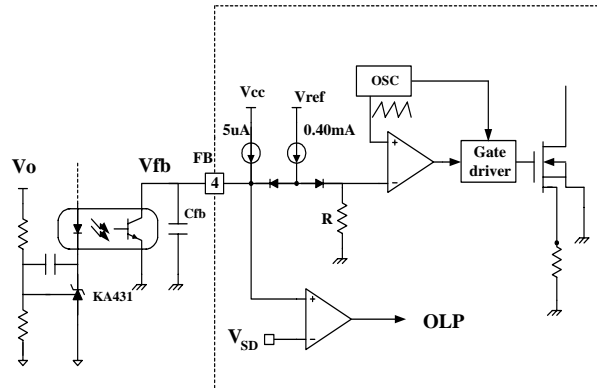 OSC
Vcc
Vref
5uA
0.40mA
+
−
Gate
driver
Vo
Vfb
FB
4
Cfb
R
KA431
+
−
VSD
OLP